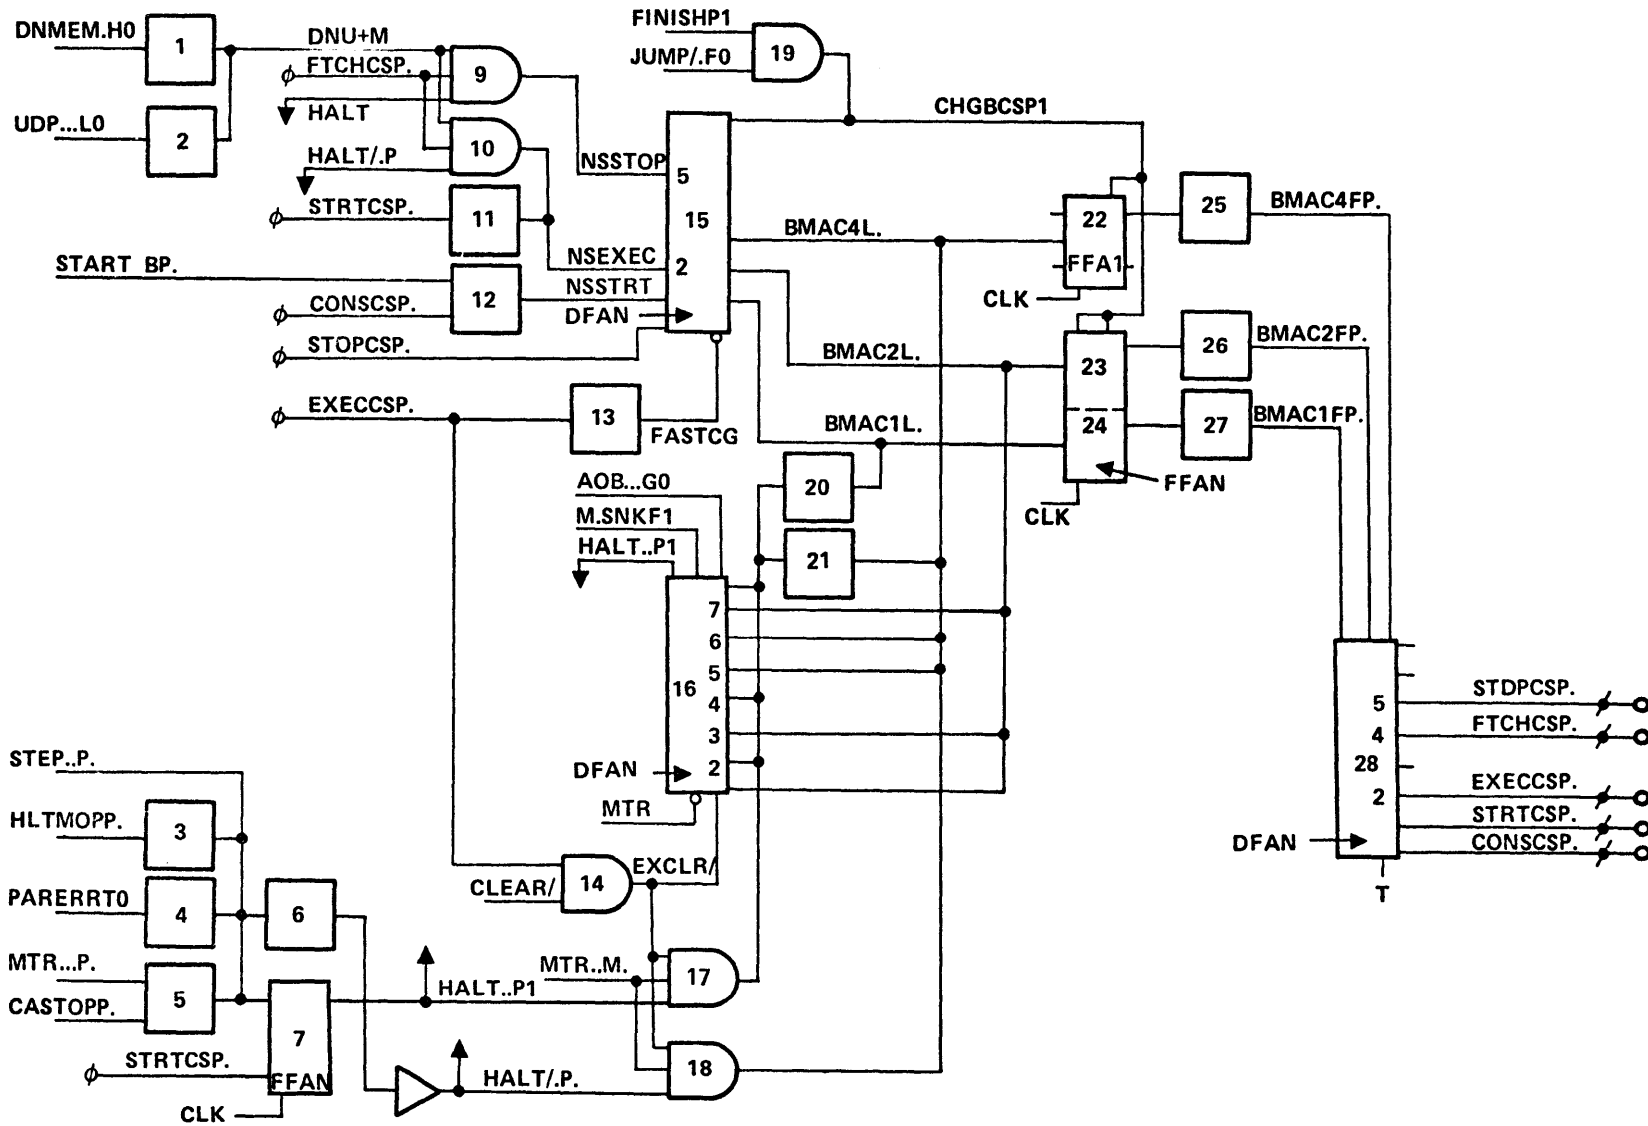 DNMEM.H0
1
DNU+M
FTCHCSP.
HALT
9
UDP...L0
2
HALT/.P
10
NSSTOP
STRTCSP.
11
NSEXEC
START BP.
12
NSSTRT
CONSCSP.
DFAN
STOPCSP.
EXECCSP.
13
FASTCG
5
15
2
FINISHP1
JUMP/.F0
19
CHGBCSP1
BMAC4L.
BMAC2L.
BMAC1L.
22
FFA1
CLK
25
BMAC4FP.
23
26
BMAC2FP.
24
27
BMAC1FP.
FFAN
CLK
20
21
AOB...G0
M.SNKF1
HALT..P1
7
6
5
16
4
3
2
DFAN
MTR
5
4
28
2
DFAN
T
STDPCSP.
FTCHCSP.
EXECCSP.
STRTCSP.
CONSCSP.
STEP..P.
HLTMOPP.
3
PARERRT0
4
6
MTR...P.
CASTOPP.
5
7
FFAN
STRTCSP.
CLK
CLEAR/
14
EXCLR/
MTR..M.
HALT..P1
17
18
HALT/.P.